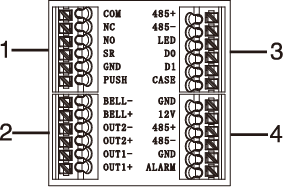 COM 485+
NC 485-
NO LED
SR D0
GND D1
PUSH CASE
1
3
BELL- GND
BELL+ 12V
OUT2- 485+
OUT2+ 485-
OUT1- GND
OUT1+ ALARM
2
4